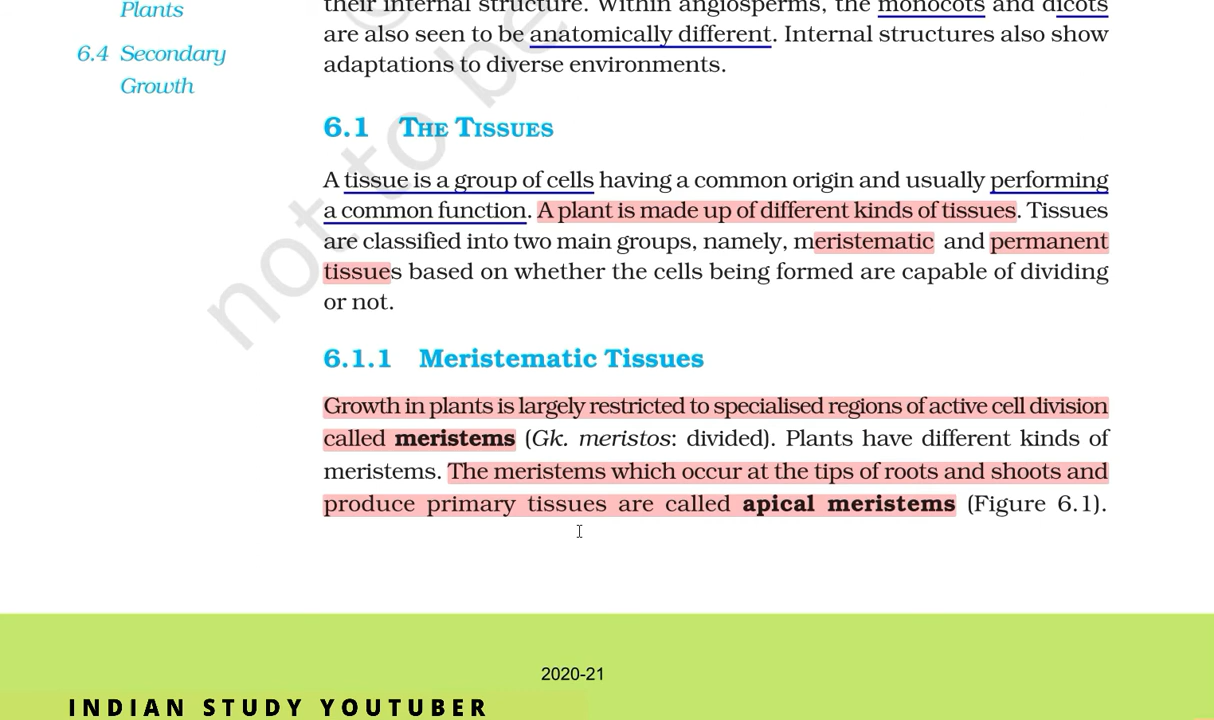 Plants
6.4 Secondary
Growth
their internal structure. Within angiosperms, the monocots and dicots
are also seen to be anatomically different. Internal structures also show
adaptations to diverse environments.
6.1 THE TISSUES
A tissue is a group of cells having a common origin and usually performing
a common function. A plant is made up of different kinds of tissues. Tissues
are classified into two main groups, namely, meristematic and permanent
tissues based on whether the cells being formed are capable of dividing
or not.
6.1.1 Meristematic Tissues
Growth in plants is largely restricted to specialised regions of active cell division
called meristems (Gk. meristos: divided). Plants have different kinds of
meristems. The meristems which occur at the tips of roots and shoots and
produce primary tissues are called apical meristems (Figure 6.1).
not to be
2020-21
INDIAN STUDY YOUTUBER